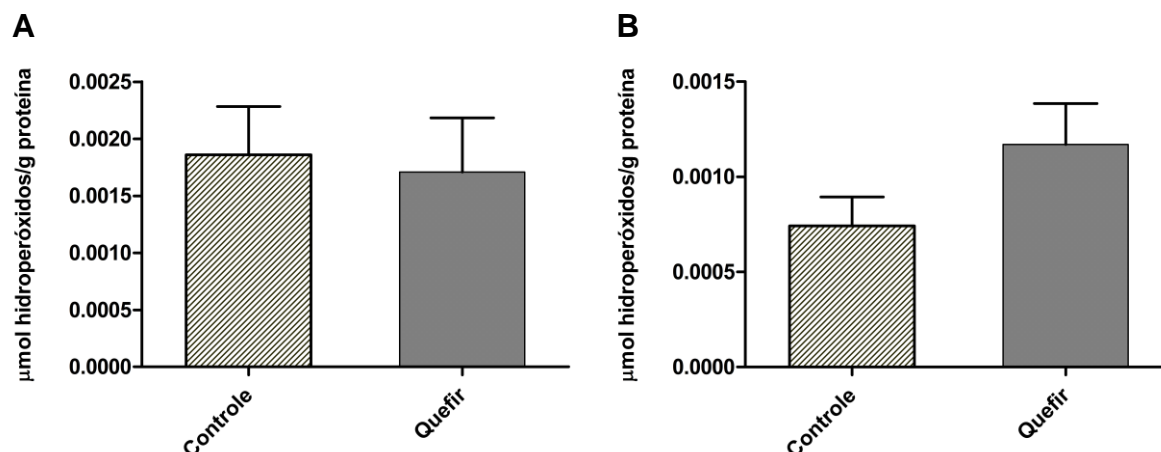 A
µmol hidroperóxidos/g proteína
0.0025
0.0020
0.0015
0.0010
0.0005
0.0000
Controle
Quefir
B
µmol hidroperóxidos/g proteína
0.0015
0.0010
0.0005
0.0000
Controle
Quefir